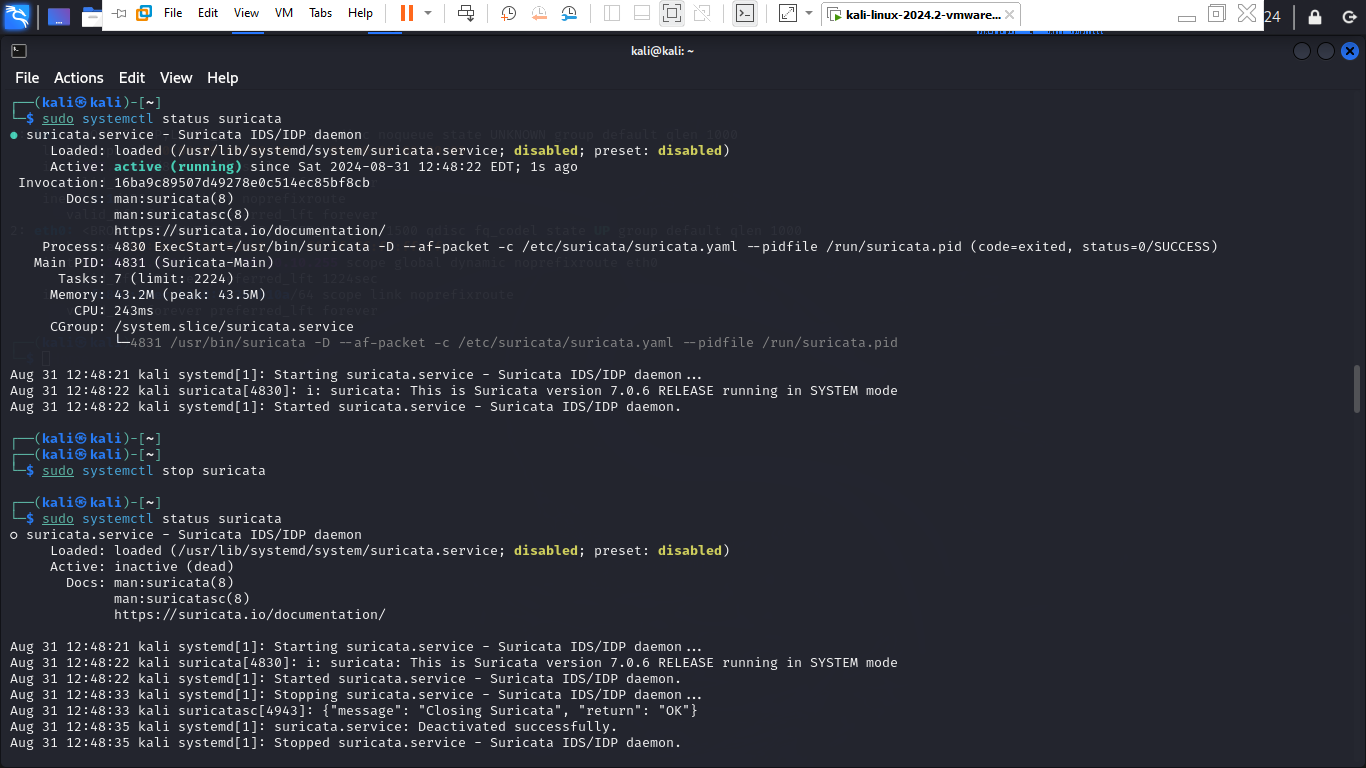 File Edit View VM Tabs Help kali-linux-2024.2-vmware... 24
kali@kali: ~
File Actions Edit View Help
┌──(kali㉿kali)-[~]
└─$ sudo systemctl status suricata
● suricata.service - Suricata IDS/IDP daemon
Loaded: loaded (/usr/lib/systemd/system/suricata.service; disabled; preset: disabled)
Active: active (running) since Sat 2024-08-31 12:48:22 EDT; 1s ago
Invocation: 16ba9c89507d49278e0c514ec85bf8cb
Docs: man:suricata(8)
man:suricatasc(8)
https://suricata.io/documentation/
Process: 4830 ExecStart=/usr/bin/suricata -D --af-packet -c /etc/suricata/suricata.yaml --pidfile /run/suricata.pid (code=exited, status=0/SUCCESS)
Main PID: 4831 (Suricata-Main)
Tasks: 7 (limit: 2224)
Memory: 43.2M (peak: 43.5M)
CPU: 243ms
CGroup: /system.slice/suricata.service
└─4831 /usr/bin/suricata -D --af-packet -c /etc/suricata/suricata.yaml --pidfile /run/suricata.pid
Aug 31 12:48:21 kali systemd[1]: Starting suricata.service - Suricata IDS/IDP daemon...
Aug 31 12:48:22 kali suricata[4830]: i: suricata: This is Suricata version 7.0.6 RELEASE running in SYSTEM mode
Aug 31 12:48:22 kali systemd[1]: Started suricata.service - Suricata IDS/IDP daemon.
┌──(kali㉿kali)-[~]
┌──(kali㉿kali)-[~]
└─$ sudo systemctl stop suricata
┌──(kali㉿kali)-[~]
└─$ sudo systemctl status suricata
○ suricata.service - Suricata IDS/IDP daemon
Loaded: loaded (/usr/lib/systemd/system/suricata.service; disabled; preset: disabled)
Active: inactive (dead)
Docs: man:suricata(8)
man:suricatasc(8)
https://suricata.io/documentation/
Aug 31 12:48:21 kali systemd[1]: Starting suricata.service - Suricata IDS/IDP daemon...
Aug 31 12:48:22 kali suricata[4830]: i: suricata: This is Suricata version 7.0.6 RELEASE running in SYSTEM mode
Aug 31 12:48:22 kali systemd[1]: Started suricata.service - Suricata IDS/IDP daemon.
Aug 31 12:48:33 kali systemd[1]: Stopping suricata.service - Suricata IDS/IDP daemon...
Aug 31 12:48:33 kali suricatasc[4943]: {"message": "Closing Suricata", "return": "OK"}
Aug 31 12:48:35 kali systemd[1]: suricata.service: Deactivated successfully.
Aug 31 12:48:35 kali systemd[1]: Stopped suricata.service - Suricata IDS/IDP daemon.